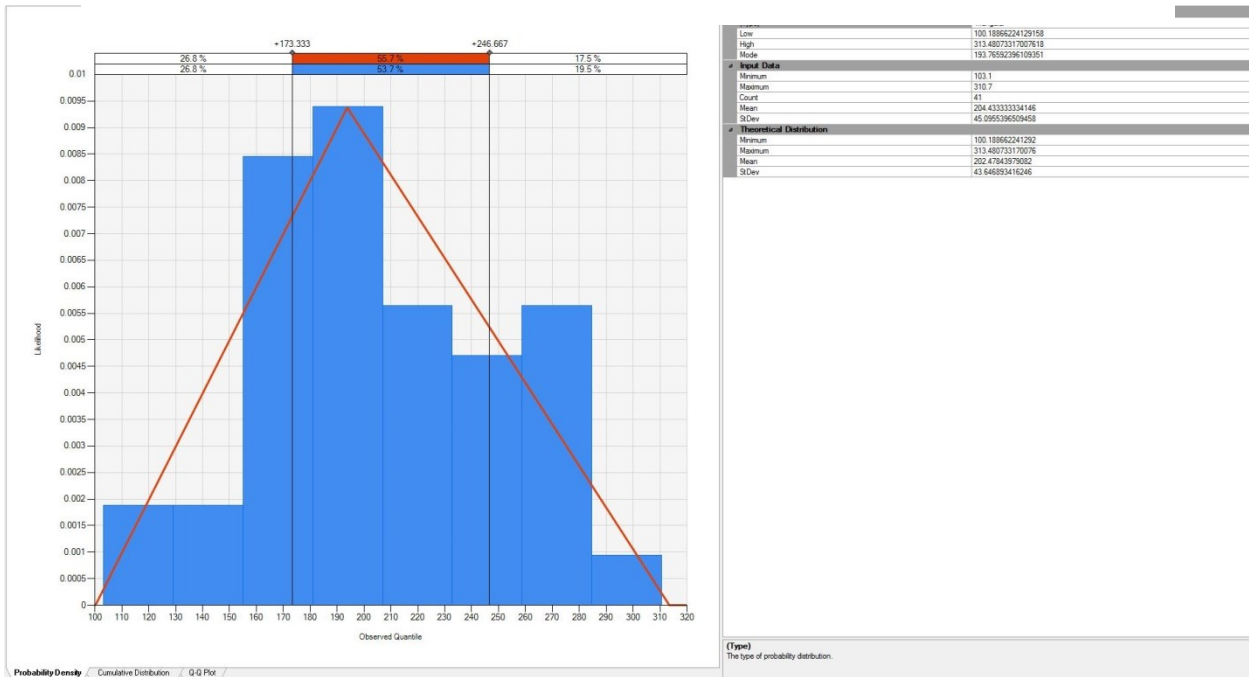 +173.333 +246.667
26.8 % 55.7 % 17.5 %
26.8 % 53.7 % 19.5 %
0.01
0.0095
0.009
0.0085
0.008
0.0075
0.007
0.0065
0.006
0.0055
0.005
0.0045
0.004
0.0035
0.003
0.0025
0.002
0.0015
0.001
0.0005
0
Likelihood
100 110 120 130 140 150 160 170 180 190 200 210 220 230 240 250 260 270 280 290 300 310 320
Observed Quantile
Probability Density Cumulative Distribution Q-Q Plot
Low 100.18866224129158
High 313.48073317007618
Mode 193.76592396109351
Input Data
Minimum 103.1
Maximum 310.7
Count 41
Mean 204.433333334146
StDev 45.0955396509458
Theoretical Distribution
Minimum 100.188662241292
Maximum 313.480733170076
Mean 202.47843979082
StDev 43.646893416246
(Type)
The type of probability distribution.